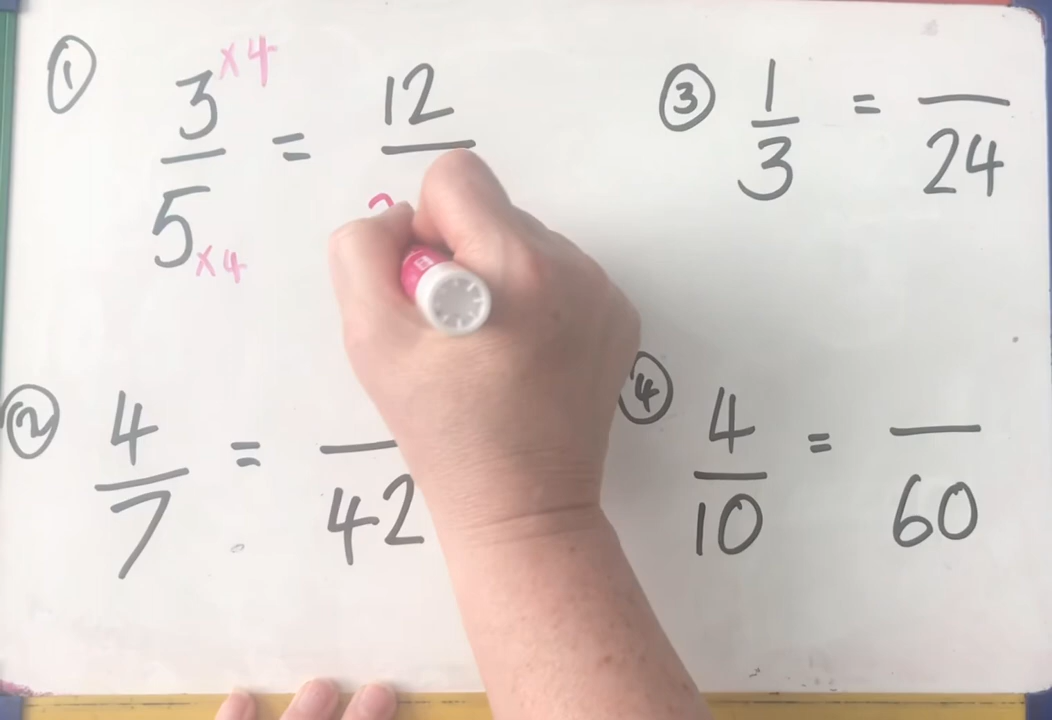 ① 3 ×4 = 12
5 ×4
③ 1 =
3 24
② 4 =
7 42
④ 4 =
10 60